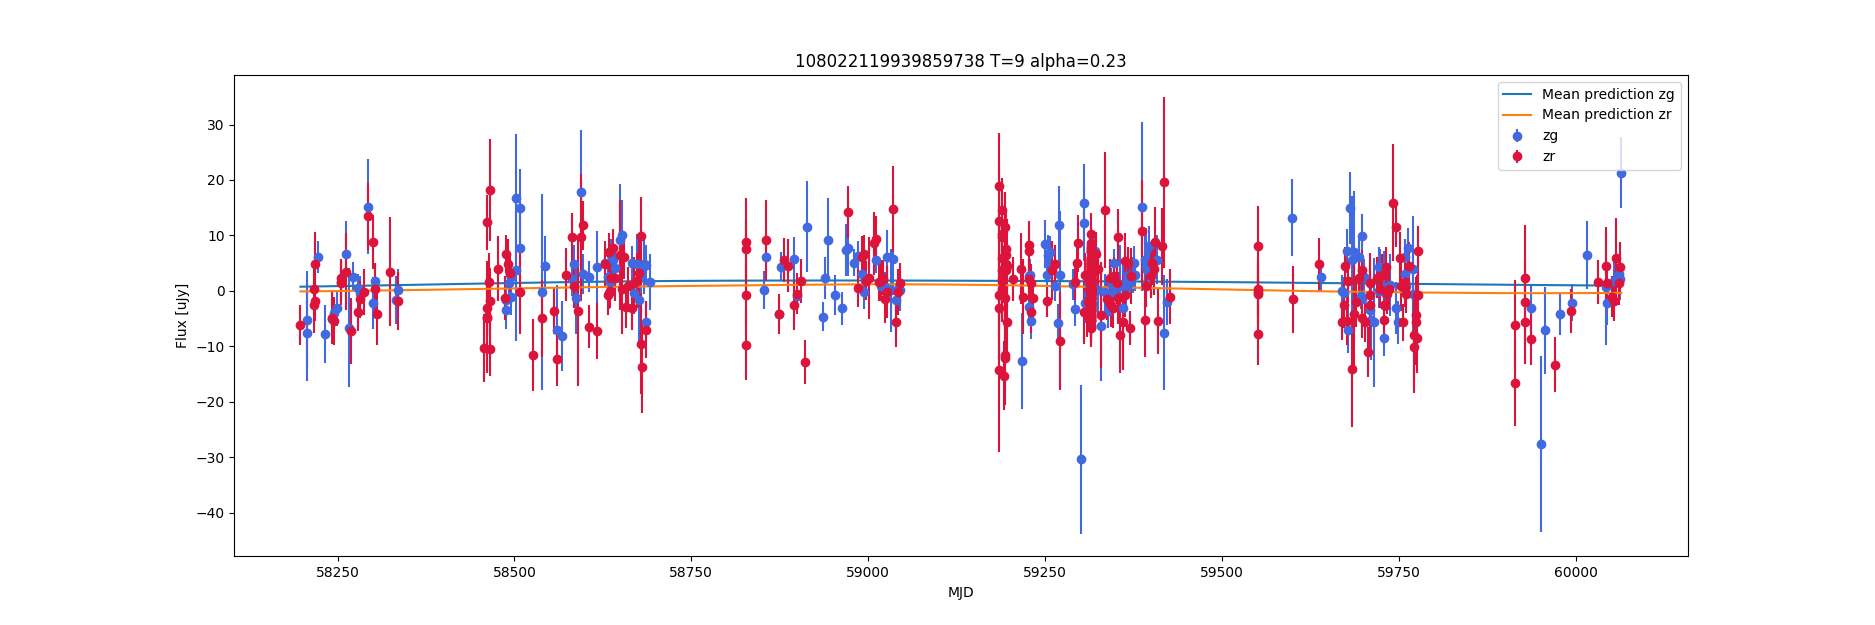 108022119939859738 T=9 alpha=0.23
Mean prediction zg
Mean prediction zr
zg
zr
30
20
10
0
−10
−20
−30
−40
Flux [uJy]
58250 58500 58750 59000 59250 59500 59750 60000
MJD